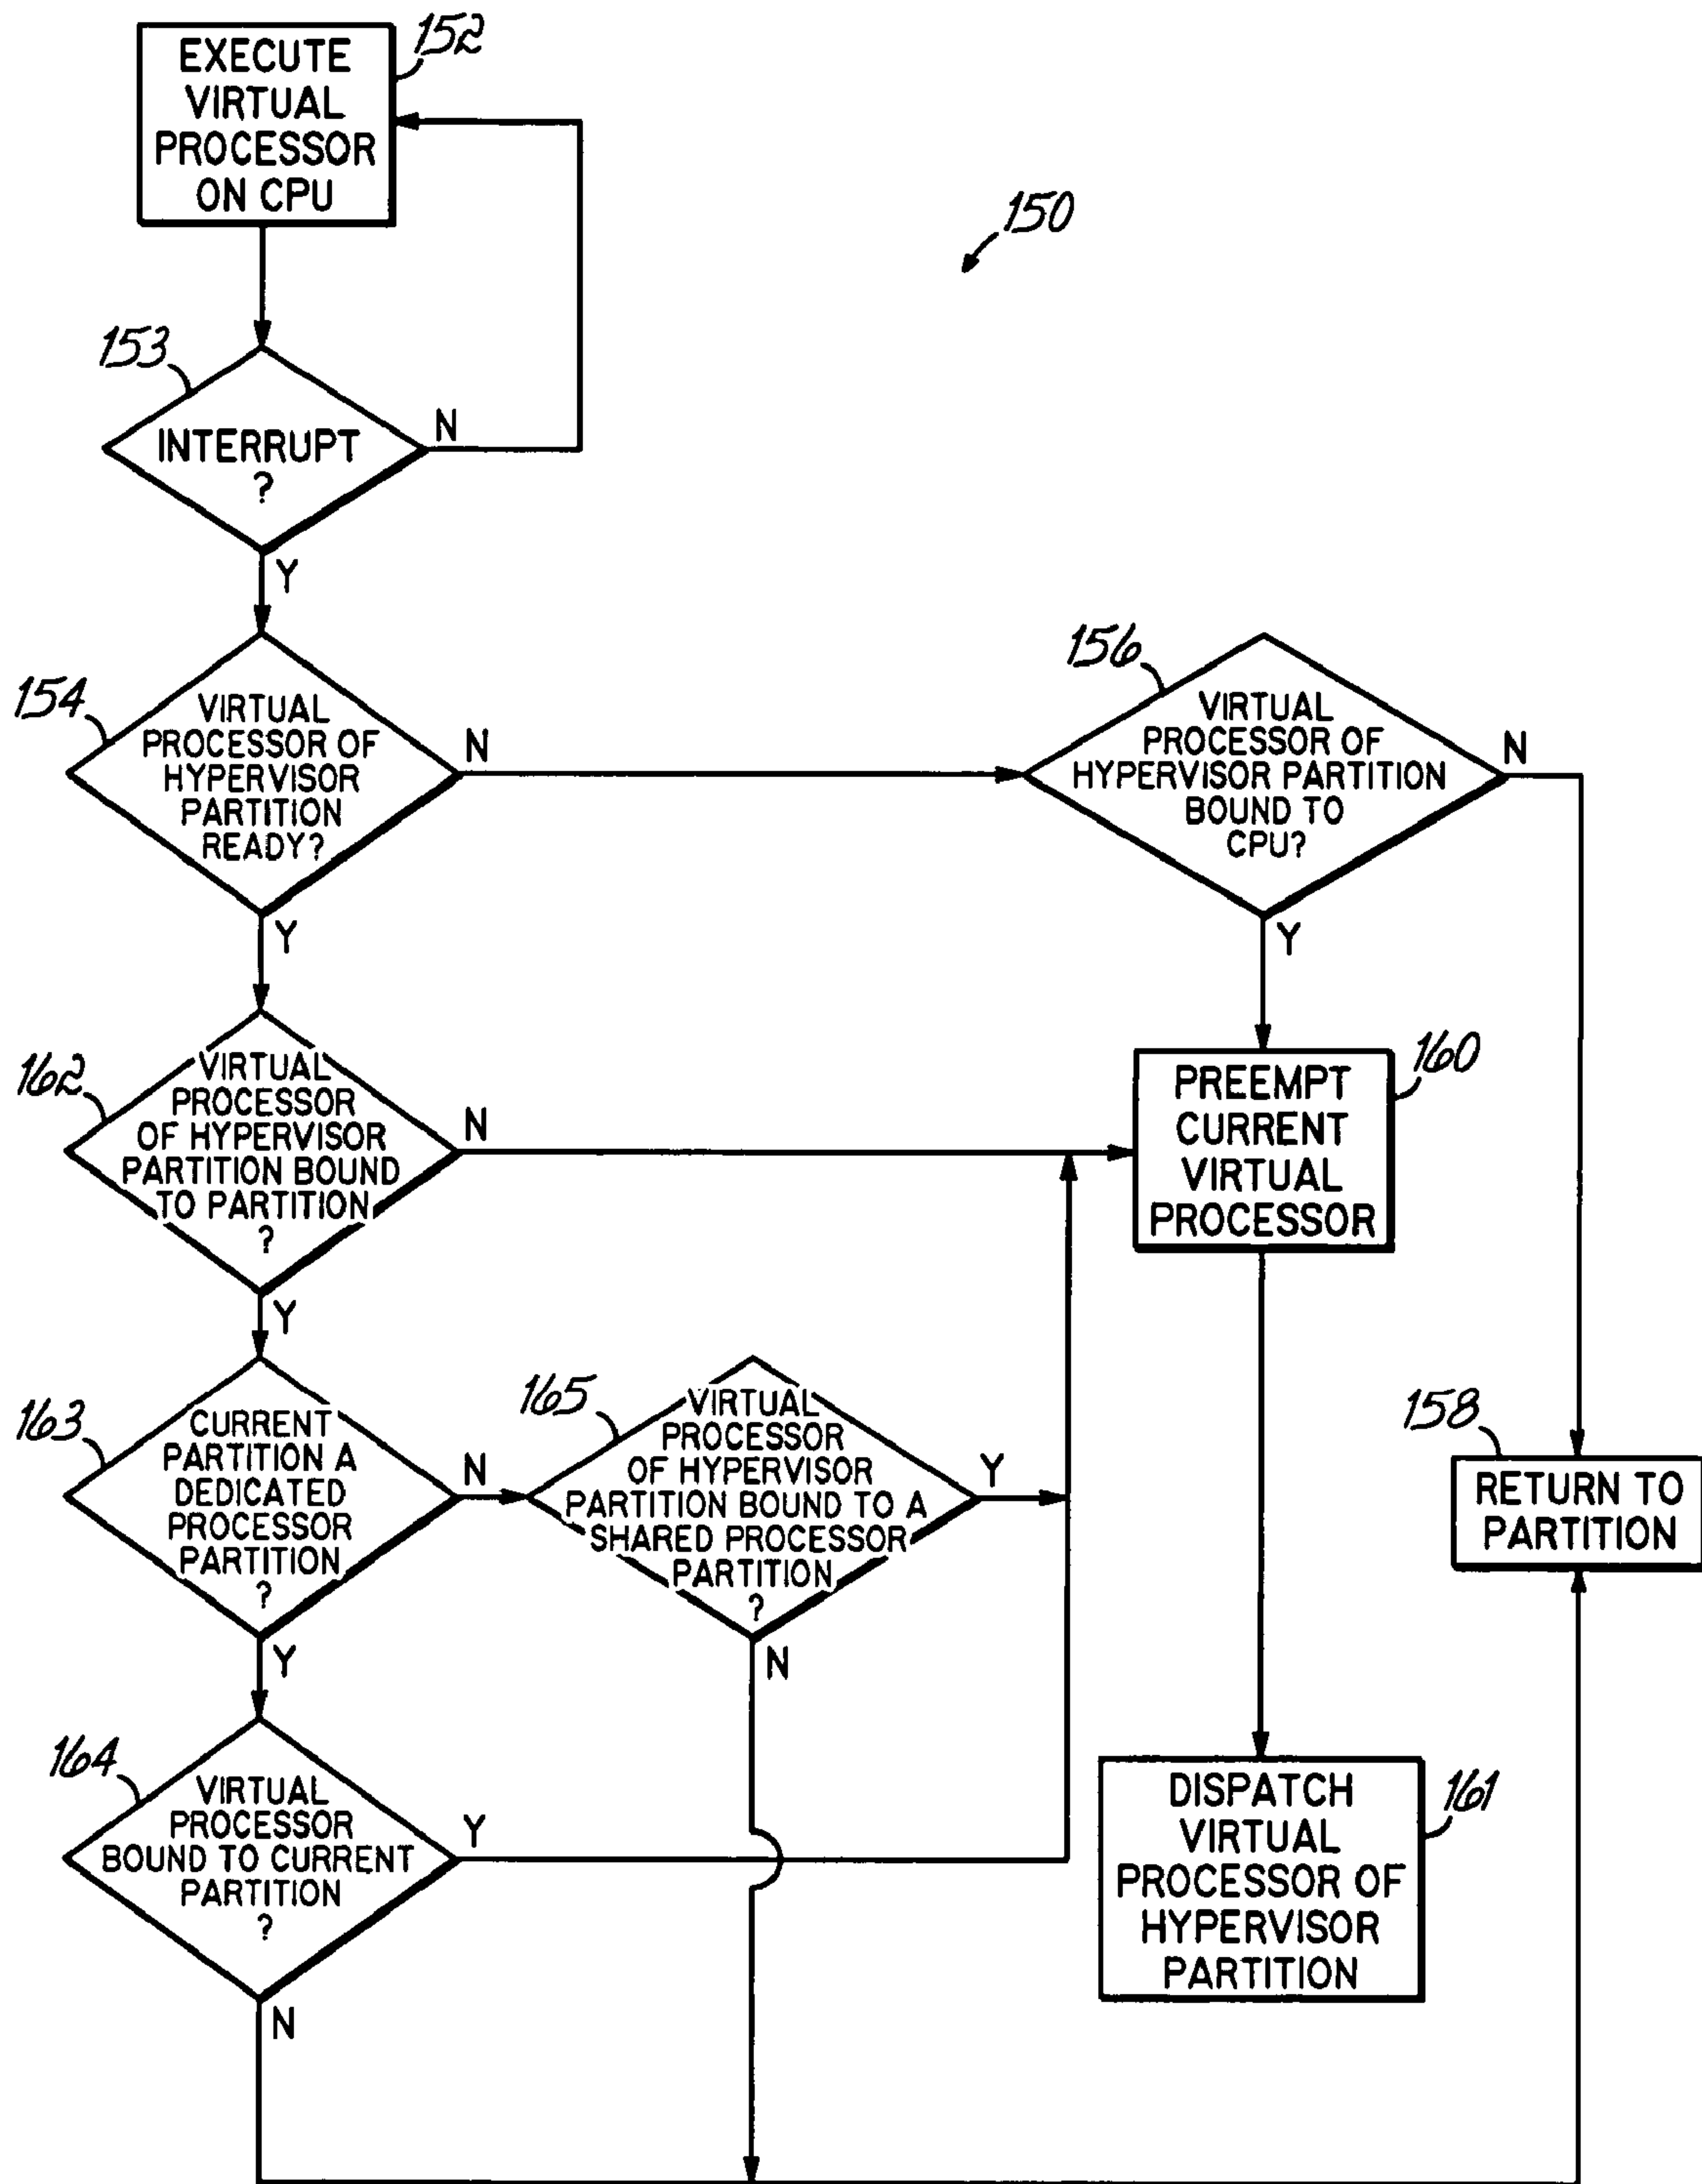 152
EXECUTE
VIRTUAL
PROCESSOR
ON CPU
150
153
INTERRUPT
?
N
Y
154
VIRTUAL
PROCESSOR OF
HYPERVISOR
PARTITION
READY?
N
Y
156
VIRTUAL
PROCESSOR OF
HYPERVISOR PARTITION
BOUND TO
CPU?
N
Y
162
VIRTUAL
PROCESSOR
OF HYPERVISOR
PARTITION BOUND
TO PARTITION
?
N
Y
160
PREEMPT
CURRENT
VIRTUAL
PROCESSOR
163
CURRENT
PARTITION A
DEDICATED
PROCESSOR
PARTITION
?
N
Y
165
VIRTUAL
PROCESSOR
OF HYPERVISOR
PARTITION BOUND TO A
SHARED PROCESSOR
PARTITION
?
Y
N
158
RETURN TO
PARTITION
164
VIRTUAL
PROCESSOR
BOUND TO CURRENT
PARTITION
?
Y
N
161
DISPATCH
VIRTUAL
PROCESSOR OF
HYPERVISOR
PARTITION